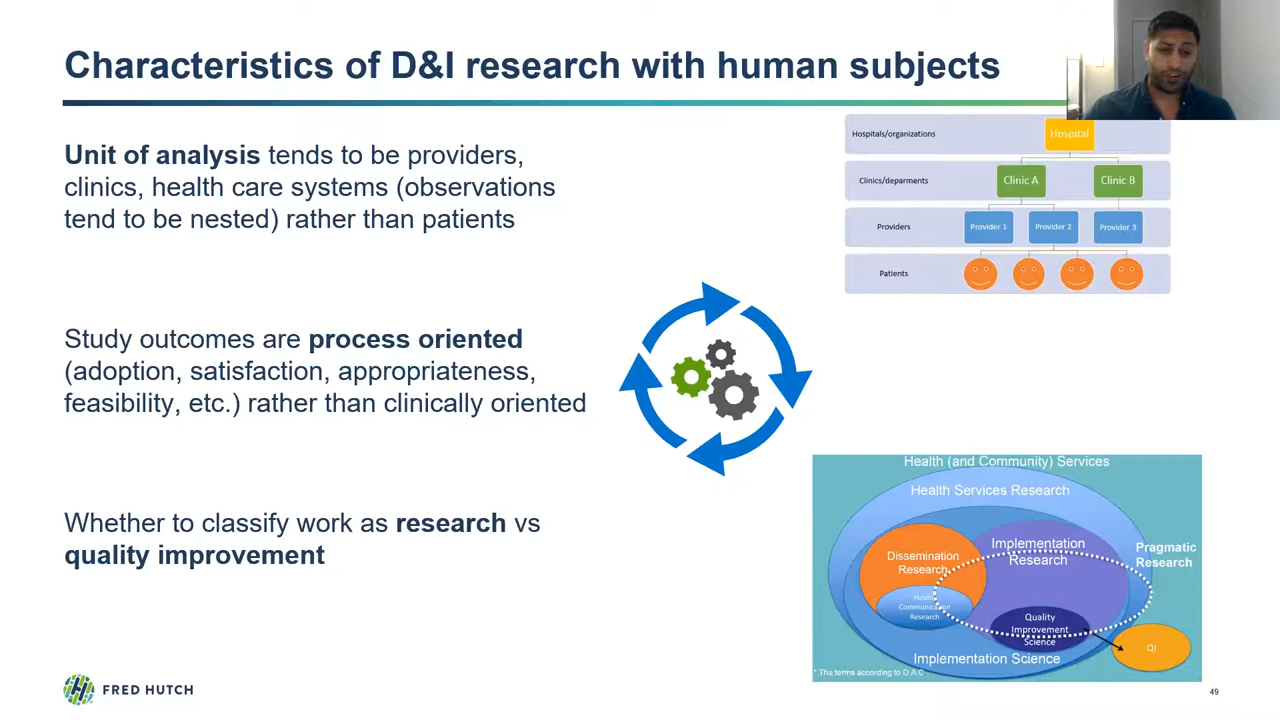 Characteristics of D&I research with human subjects
Unit of analysis tends to be providers,
clinics, health care systems (observations
tend to be nested) rather than patients
Hospitals/organizations
Hospital
Clinics/deparments
Clinic A
Clinic B
Providers
Provider 1
Provider 2
Provider 3
Patients
Study outcomes are process oriented
(adoption, satisfaction, appropriateness,
feasibility, etc.) rather than clinically oriented
Whether to classify work as research vs
quality improvement
Health (and Community) Services
Health Services Research
Implementation
Research
Dissemination
Research
Pragmatic
Research
Health
Communication
Research
Quality
Improvement
Science
QI
Implementation Science
* The terms according to D.A.C.
FRED HUTCH
49